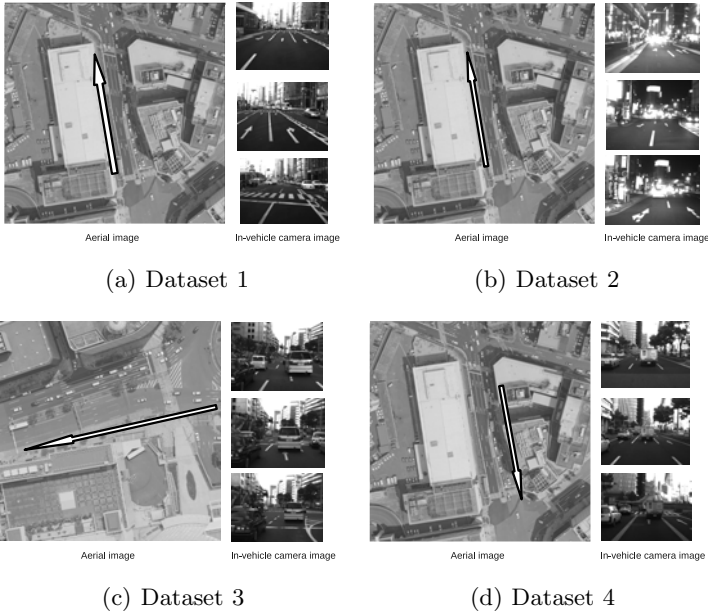 Aerial image In-vehicle camera image Aerial image In-vehicle camera image
(a) Dataset 1 (b) Dataset 2
Aerial image In-vehicle camera image Aerial image In-vehicle camera image
(c) Dataset 3 (d) Dataset 4